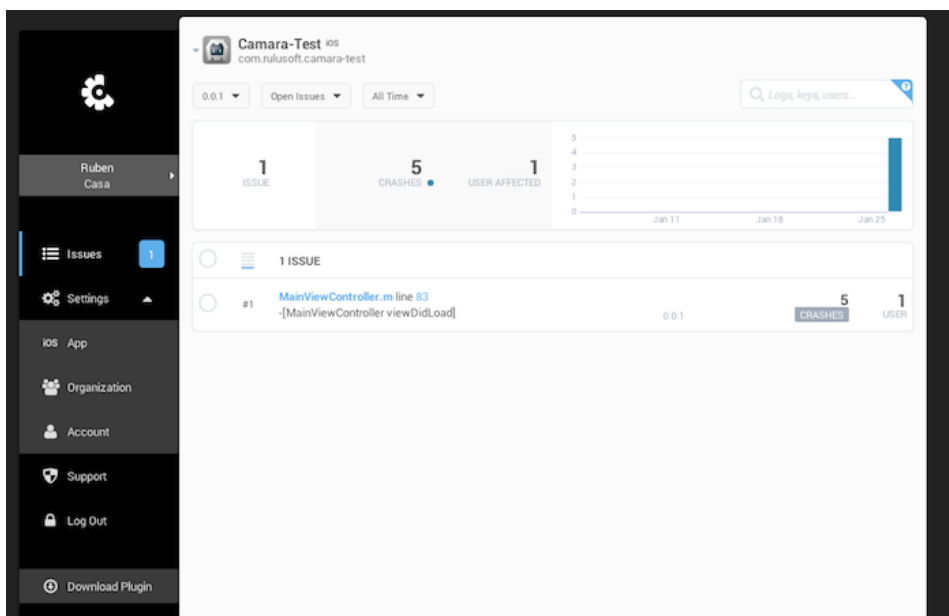 Camara-Test iOS
com.rulusoft.camara-test
0.0.1
Open Issues
All Time
Logs, keys, users...
?
Ruben
Casa
1
ISSUE
5
CRASHES
1
USER AFFECTED
5
4
3
2
1
0
Jan 11
Jan 18
Jan 25
Issues
1
Settings
iOS App
Organization
Account
Support
Log Out
Download Plugin
1 ISSUE
#1
MainViewController.m line 83
-[MainViewController viewDidLoad]
0.0.1
5
CRASHES
1
USER